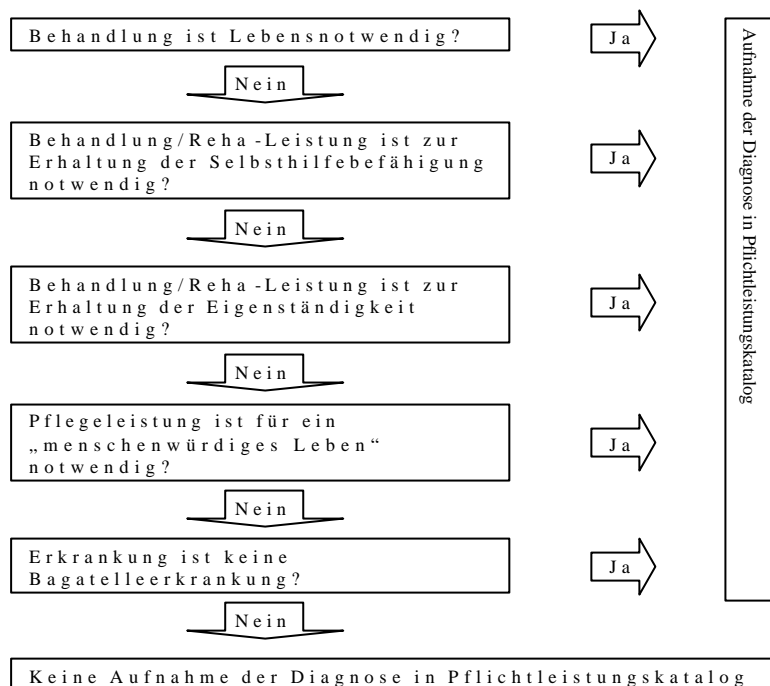 Behandlung ist Lebensnotwendig?
Ja
Nein
Behandlung/Reha-Leistung ist zur
Erhaltung der Selbsthilfebefähigung
notwendig?
Ja
Nein
Behandlung/Reha-Leistung ist zur
Erhaltung der Eigenständigkeit
notwendig?
Ja
Nein
Pflegeleistung ist für ein
„menschenwürdiges Leben“
notwendig?
Ja
Nein
Erkrankung ist keine
Bagatelleerkrankung?
Ja
Nein
Aufnahme der Diagnose in Pflichtleistungskatalog
Keine Aufnahme der Diagnose in Pflichtleistungskatalog